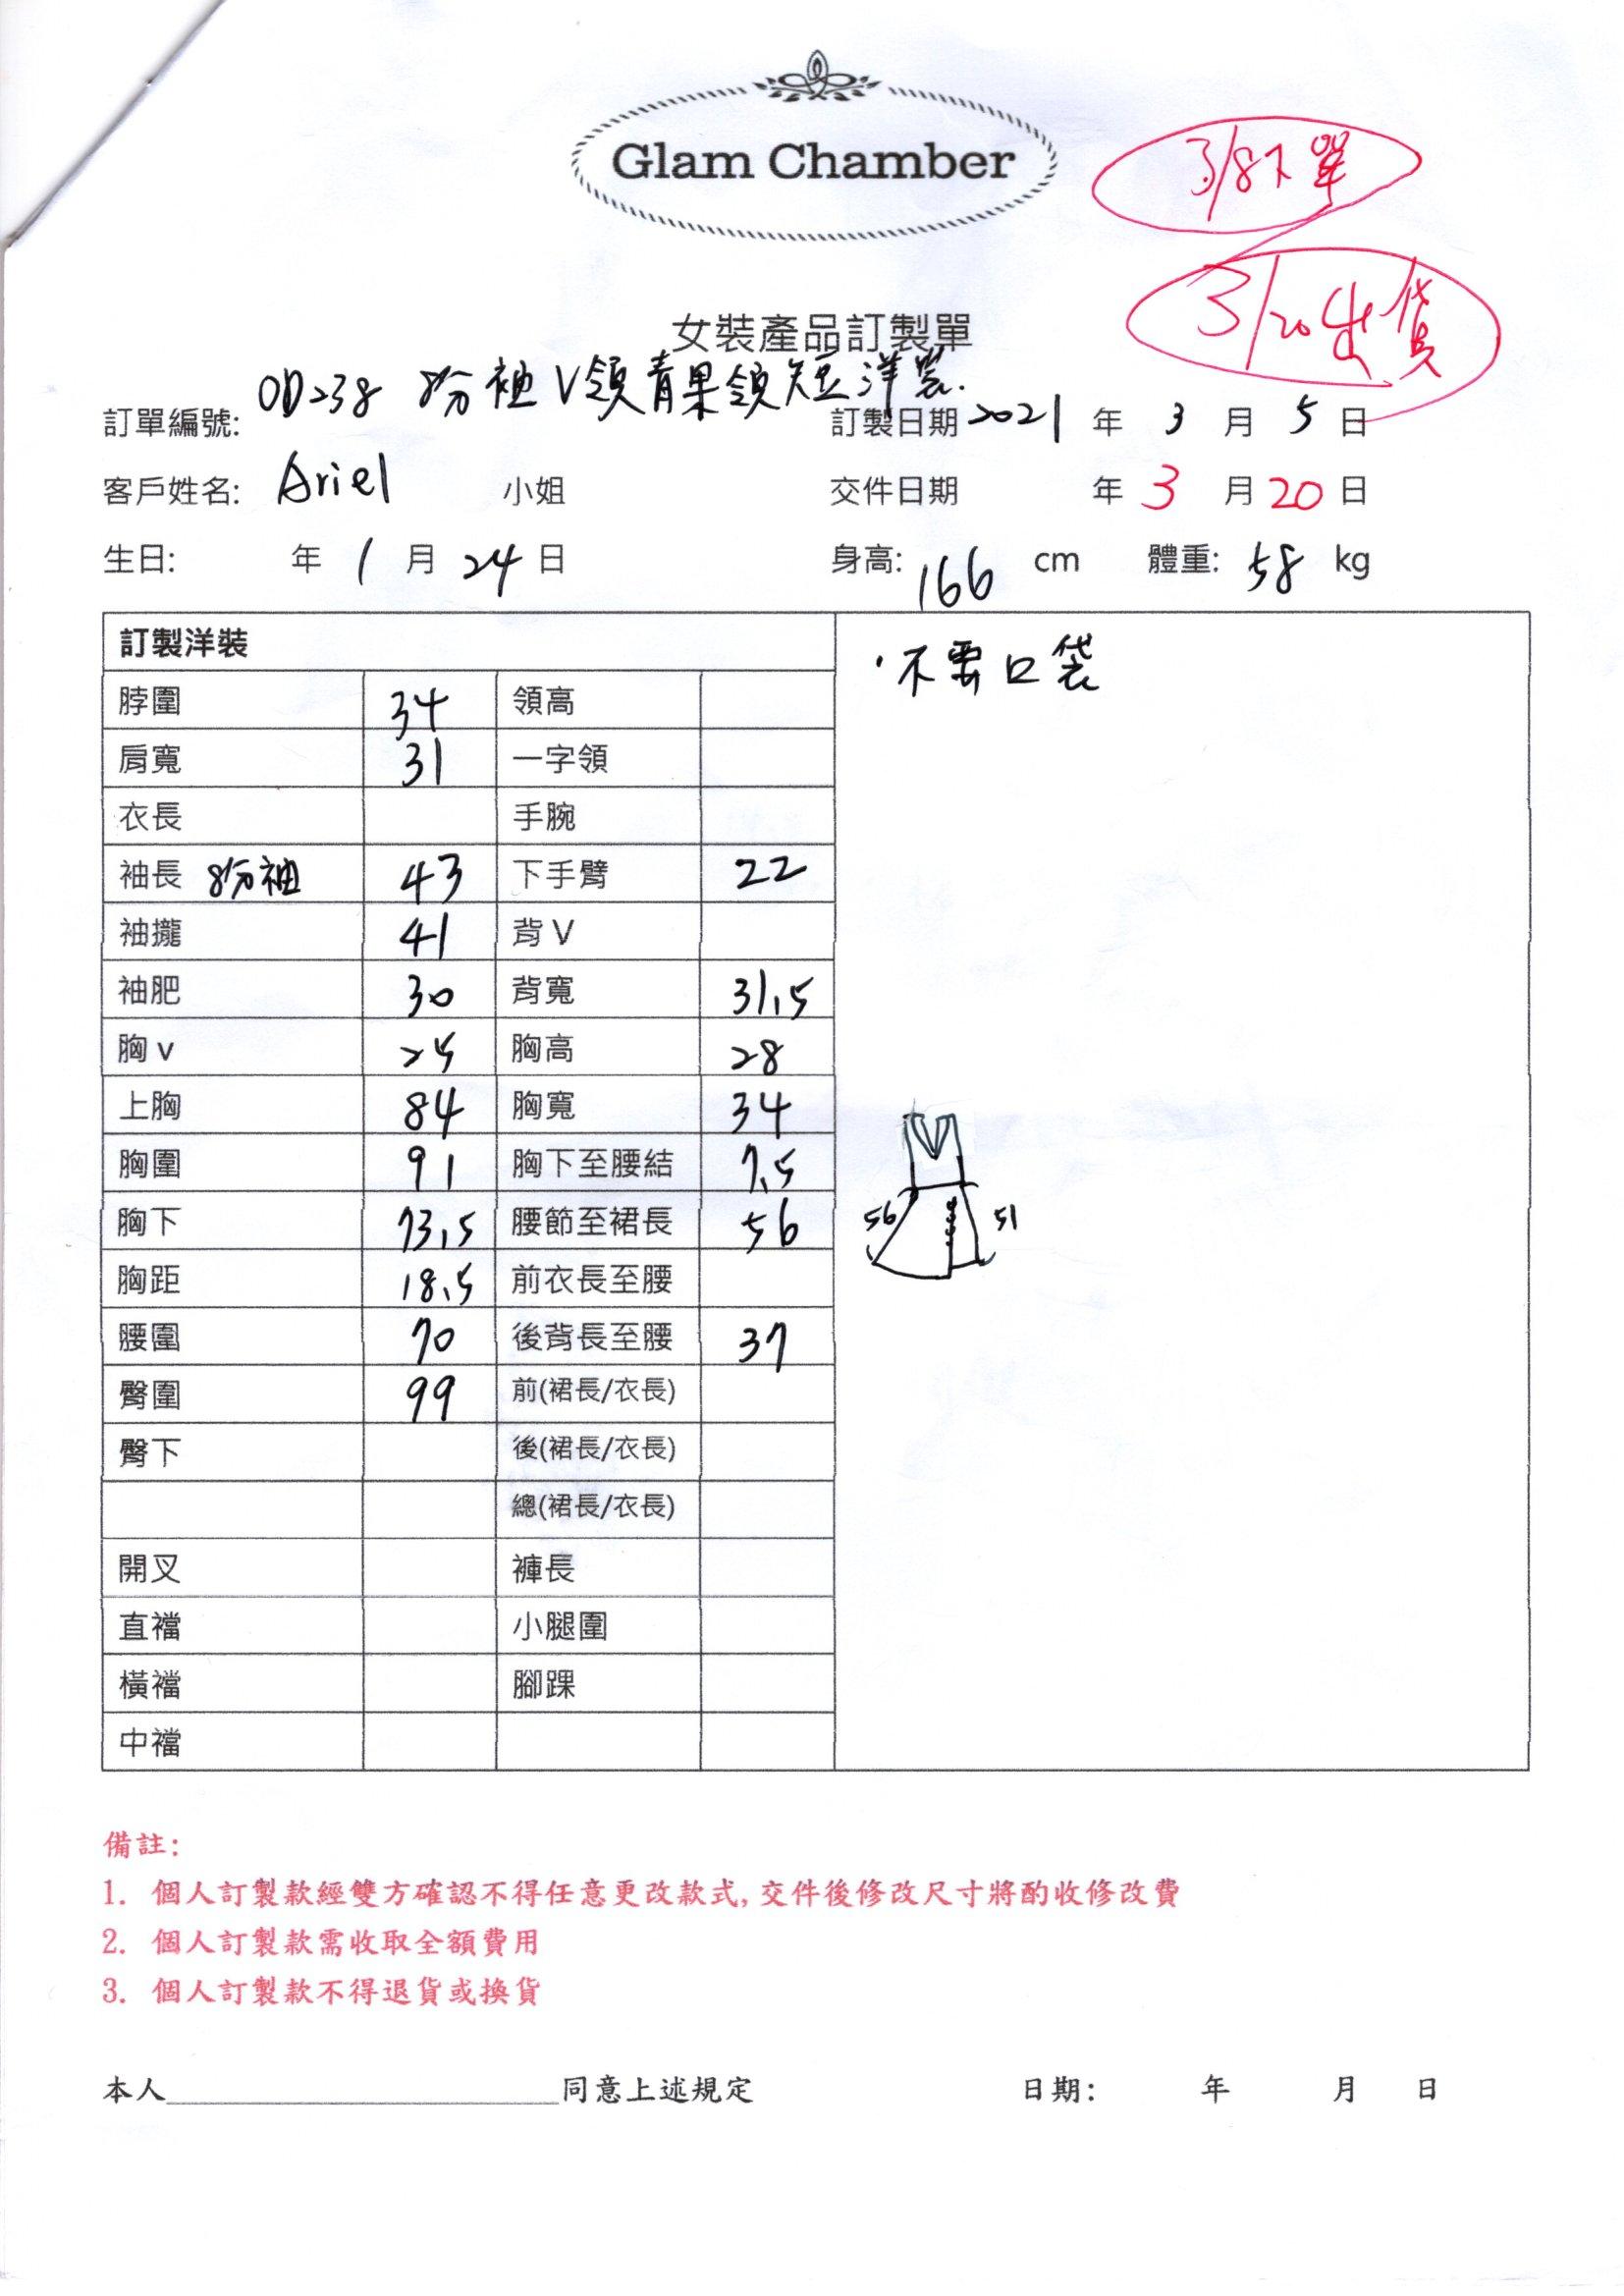 Glam Chamber
3/8下單
3/20出貨
女裝產品訂製單
訂單編號: OD238 8分袖V領青果領短洋裝.
訂製日期 2021 年 3 月 5 日
客戶姓名: Ariel 小姐
交件日期 年 3 月 20 日
生日: 年 1 月 24 日
身高: 166 cm 體重: 58 kg
訂製洋裝
·不要口袋
脖圍 34 領高
肩寬 31 一字領
衣長 手腕
袖長 8分袖 43 下手臂 22
袖攏 41 背V
袖肥 30 背寬 31.5
胸v 25 胸高 28
上胸 84 胸寬 34
胸圍 91 胸下至腰結 7.5
胸下 73.5 腰節至裙長 56
56 51
胸距 18.5 前衣長至腰
腰圍 70 後背長至腰 37
臀圍 99 前(裙長/衣長)
臀下 後(裙長/衣長)
總(裙長/衣長)
開叉 褲長
直襠 小腿圍
橫襠 腳踝
中襠
備註:
1. 個人訂製款經雙方確認不得任意更改款式,交件後修改尺寸將酌收修改費
2. 個人訂製款需收取全額費用
3. 個人訂製款不得退貨或換貨
本人 同意上述規定 日期: 年 月 日